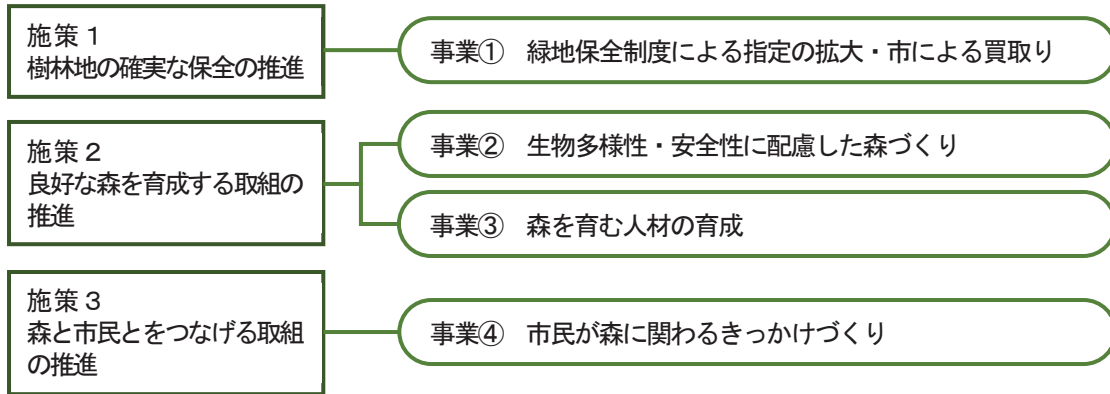 施策１
樹林地の確実な保全の推進
事業①　緑地保全制度による指定の拡大・市による買取り
施策２
良好な森を育成する取組の
推進
事業②　生物多様性・安全性に配慮した森づくり
事業③　森を育む人材の育成
施策３
森と市民とをつなげる取組
の推進
事業④　市民が森に関わるきっかけづくり